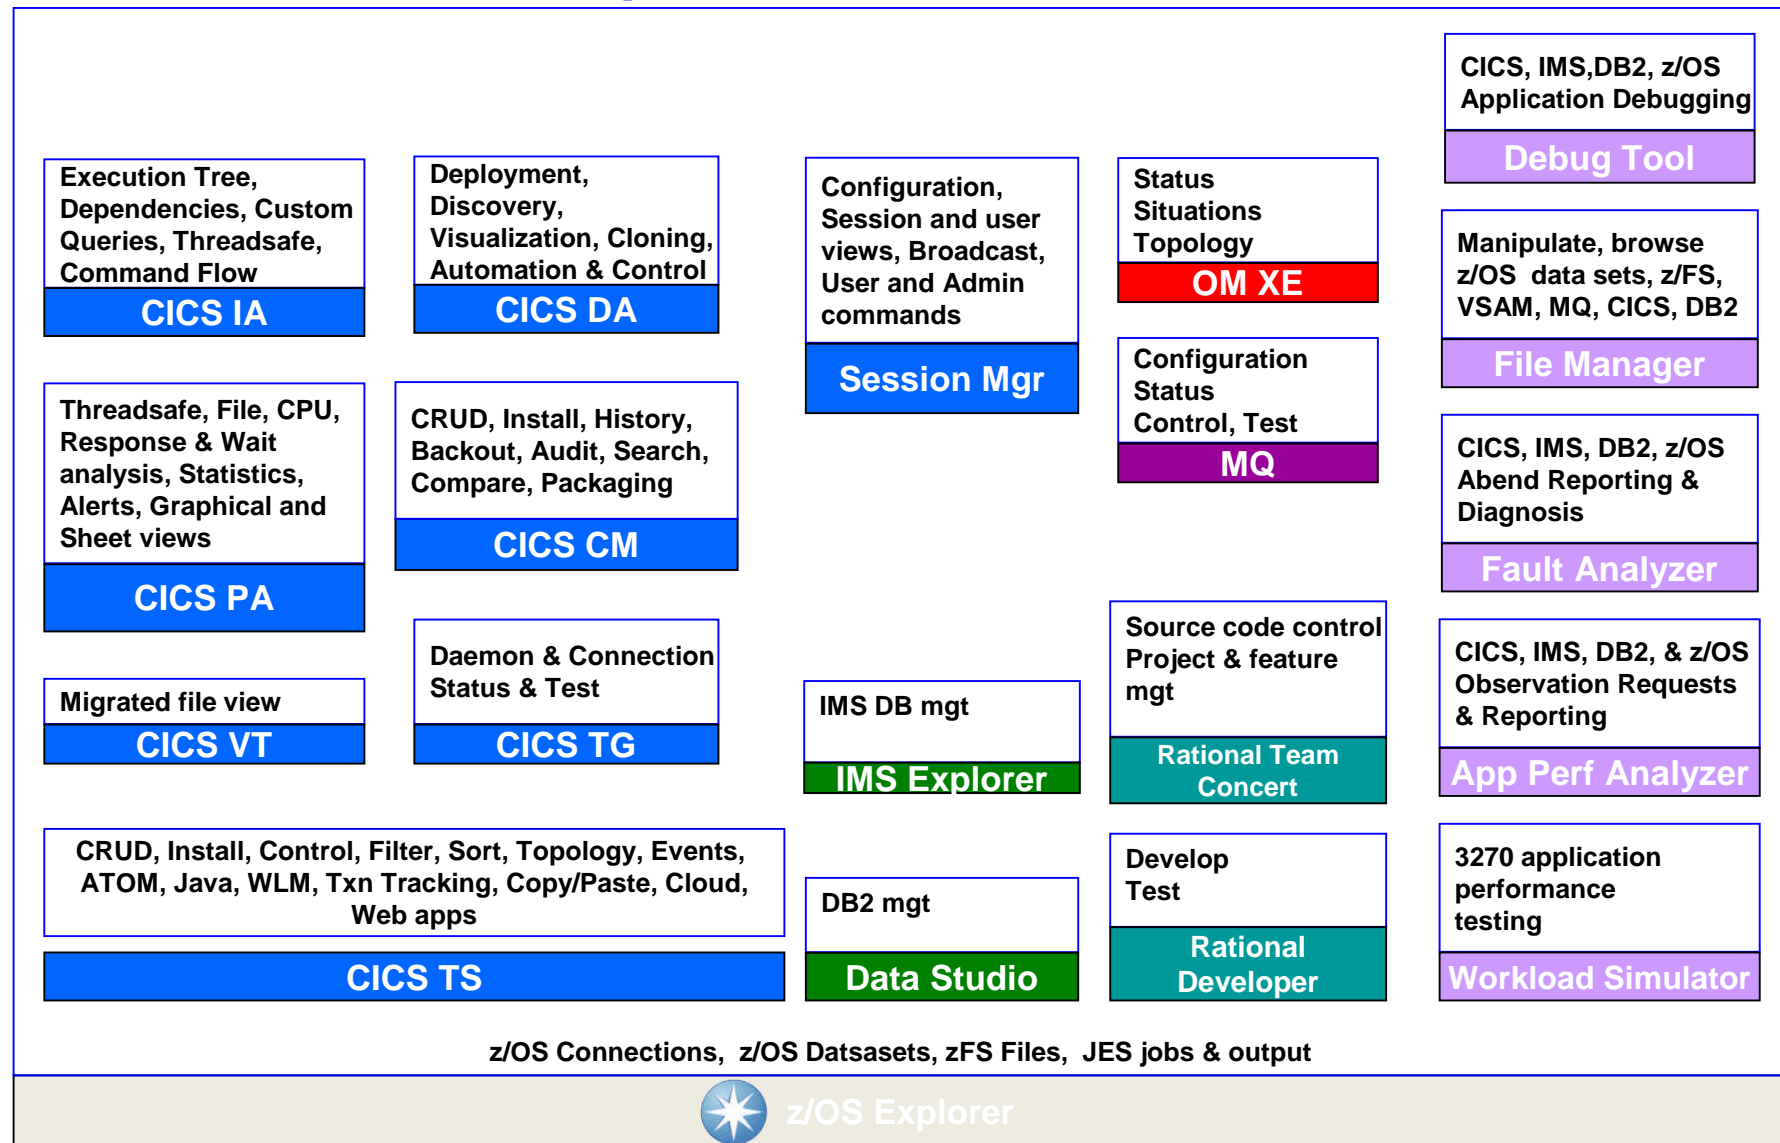 Execution Tree,
Dependencies, Custom
Queries, Threadsafe,
Command Flow
CICS IA
Deployment,
Discovery,
Visualization, Cloning,
Automation & Control
CICS DA
Configuration,
Session and user
views, Broadcast,
User and Admin
commands
Session Mgr
Status
Situations
Topology
OM XE
CICS, IMS,DB2, z/OS
Application Debugging
Debug Tool
Manipulate, browse
z/OS  data sets, z/FS,
VSAM, MQ, CICS, DB2
File Manager
Threadsafe, File, CPU,
Response & Wait
analysis, Statistics,
Alerts, Graphical and
Sheet views
CICS PA
CRUD, Install, History,
Backout, Audit, Search,
Compare, Packaging
CICS CM
Configuration
Status
Control, Test
MQ
CICS, IMS, DB2, z/OS
Abend Reporting &
Diagnosis
Fault Analyzer
Migrated file view
CICS VT
Daemon & Connection
Status & Test
CICS TG
IMS DB mgt
IMS Explorer
Source code control
Project & feature
mgt
Rational Team
Concert
CICS, IMS, DB2, & z/OS
Observation Requests
& Reporting
App Perf Analyzer
CRUD, Install, Control, Filter, Sort, Topology, Events,
ATOM, Java, WLM, Txn Tracking, Copy/Paste, Cloud,
Web apps
CICS TS
DB2 mgt
Data Studio
Develop
Test
Rational
Developer
3270 application
performance
testing
Workload Simulator
z/OS Connections,  z/OS Datsasets, zFS Files,  JES jobs & output
z/OS Explorer